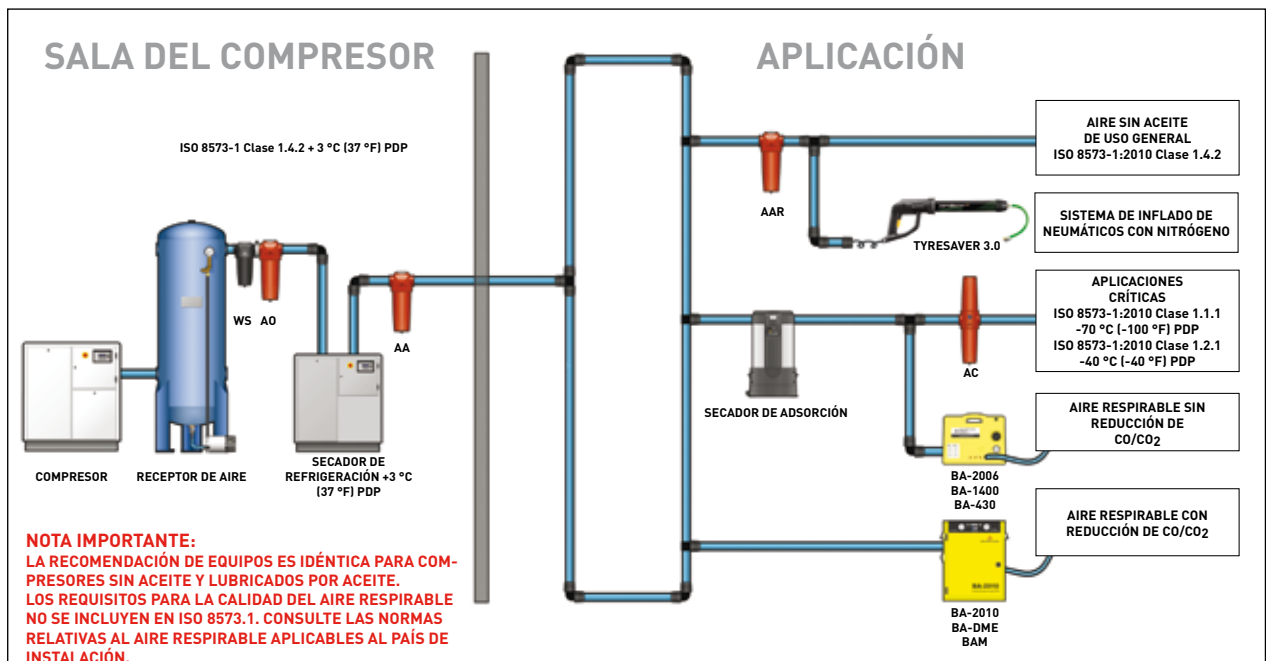 SALA DEL COMPRESOR
APLICACIÓN
ISO 8573-1 Clase 1.4.2 + 3 °C (37 °F) PDP
AIRE SIN ACEITE
DE USO GENERAL
ISO 8573-1:2010 Clase 1.4.2
AAR
TYRESAVER 3.0
SISTEMA DE INFLADO DE
NEUMÁTICOS CON NITRÓGENO
WS AO
AA
APLICACIONES
CRÍTICAS
ISO 8573-1:2010 Clase 1.1.1
-70 °C (-100 °F) PDP
ISO 8573-1:2010 Clase 1.2.1
-40 °C (-40 °F) PDP
AC
SECADOR DE ADSORCIÓN
COMPRESOR
RECEPTOR DE AIRE
SECADOR DE
REFRIGERACIÓN +3 °C
(37 °F) PDP
AIRE RESPIRABLE SIN
REDUCCIÓN DE
CO/CO2
BA-2006
BA-1400
BA-430
AIRE RESPIRABLE CON
REDUCCIÓN DE CO/CO2
BA-2010
BA-2010
BA-DME
BAM
NOTA IMPORTANTE:
LA RECOMENDACIÓN DE EQUIPOS ES IDÉNTICA PARA COM-
PRESORES SIN ACEITE Y LUBRICADOS POR ACEITE.
LOS REQUISITOS PARA LA CALIDAD DEL AIRE RESPIRABLE
NO SE INCLUYEN EN ISO 8573.1. CONSULTE LAS NORMAS
RELATIVAS AL AIRE RESPIRABLE APLICABLES AL PAÍS DE
INSTALACIÓN.